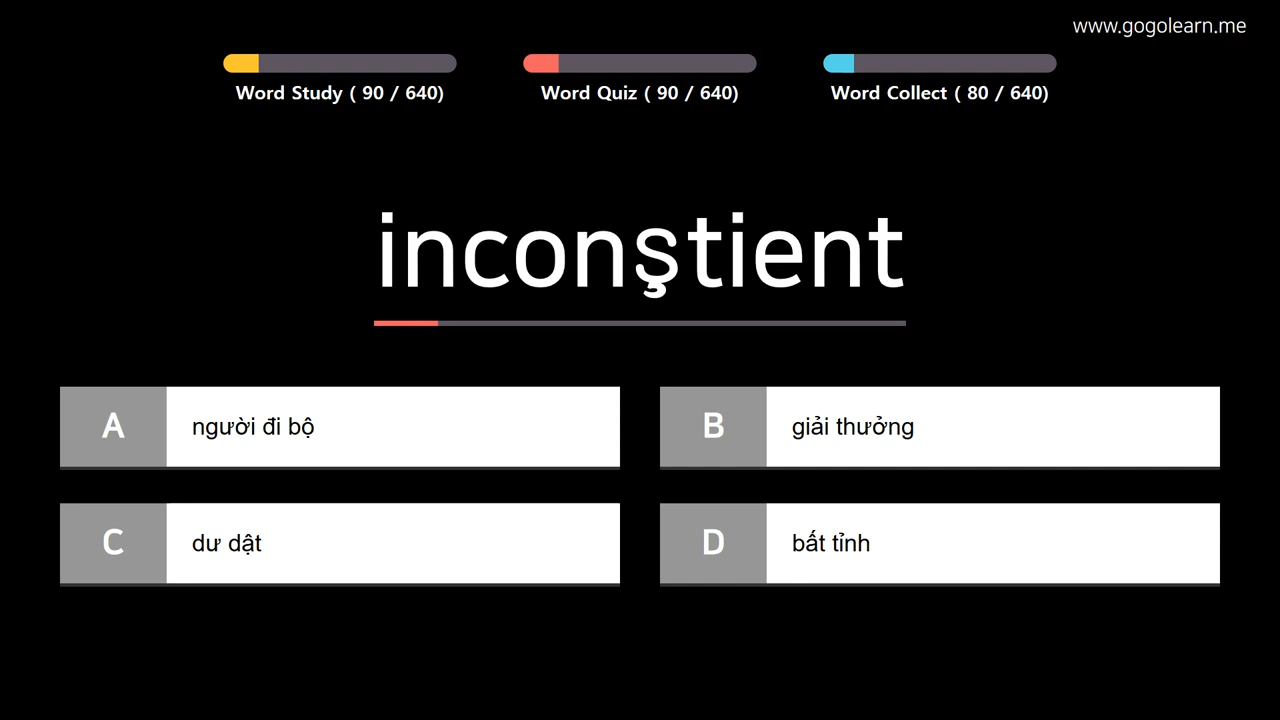 www.gogolearn.me
Word Study ( 90 / 640)
Word Quiz ( 90 / 640)
Word Collect ( 80 / 640)
inconştient
A
người đi bộ
B
giải thưởng
C
dư dật
D
bất tỉnh